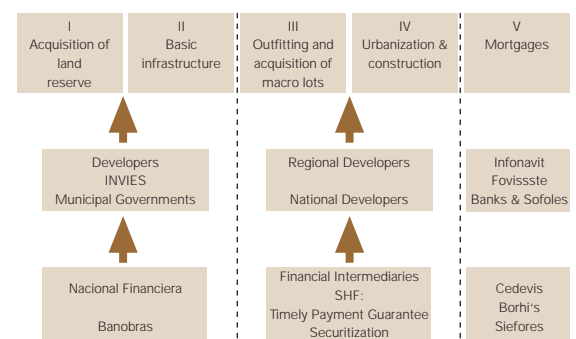 I
Acquisition of
land
reserve
II
Basic
infrastructure
III
Outfitting and
acquisition of
macro lots
IV
Urbanization &
construction
V
Mortgages
Developers
INVIES
Municipal Governments
Regional Developers
National Developers
Infonavit
Fovissste
Banks & Sofoles
Nacional Financiera
Banobras
Financial Intermediaries
SHF:
Timely Payment Guarantee
Securitization
Cedevis
Borhi's
Siefores